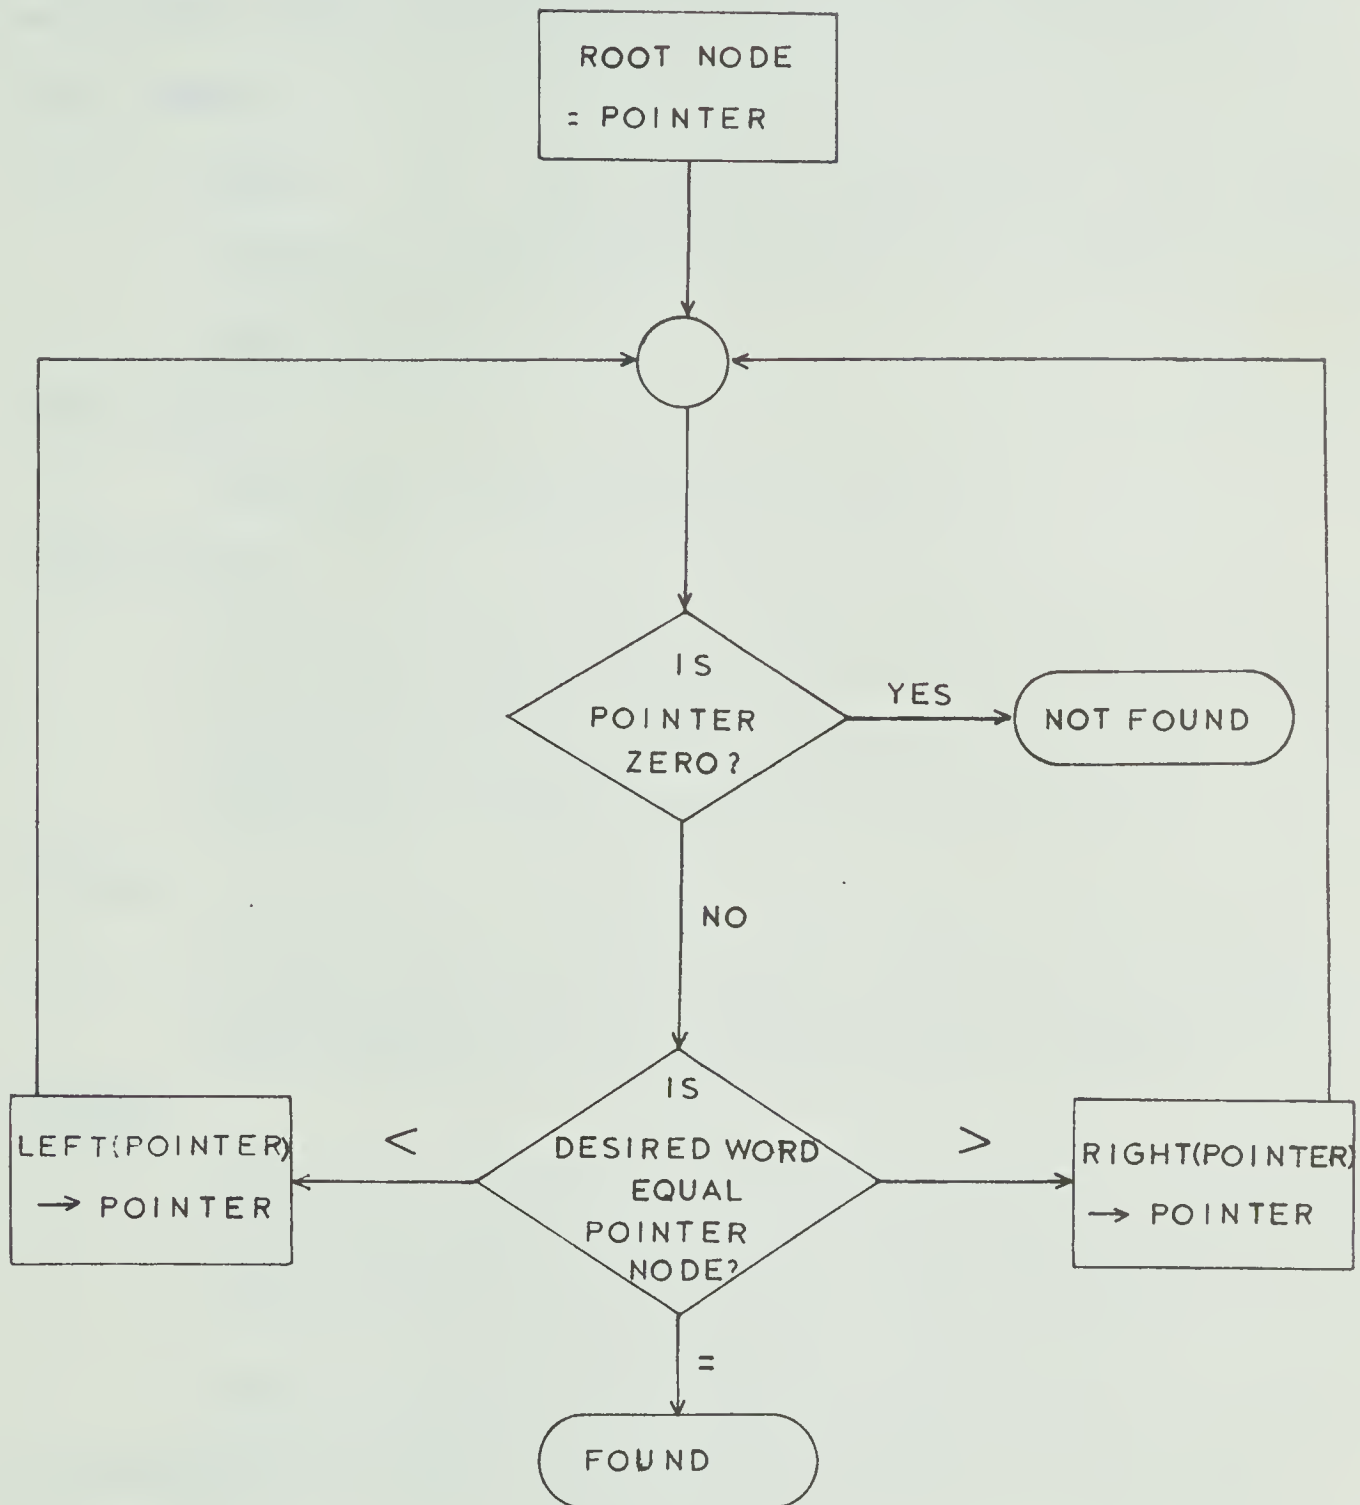 ROOT NODE
= POINTER
IS
POINTER
ZERO?
YES
NOT FOUND
NO
IS
DESIRED WORD
EQUAL
POINTER
NODE?
<
LEFT(POINTER)
→ POINTER
>
RIGHT(POINTER)
→ POINTER
=
FOUND